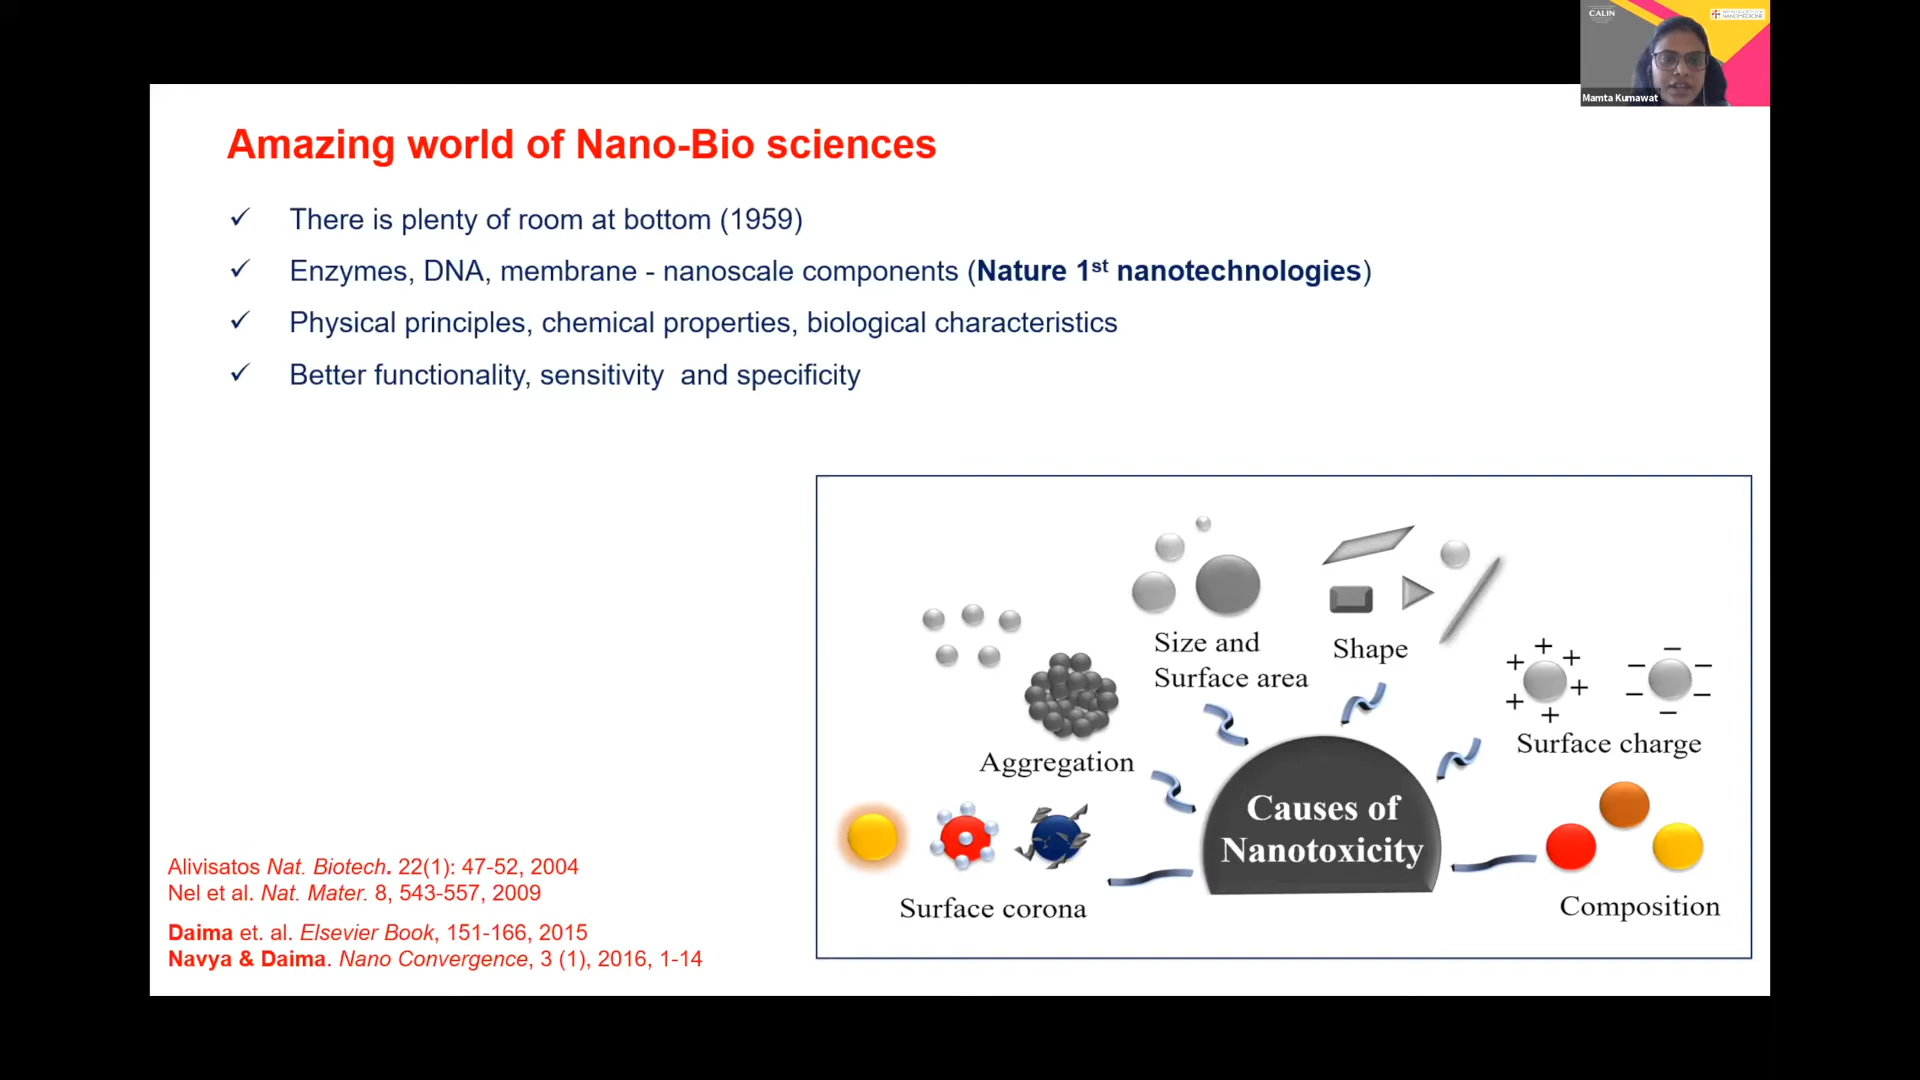 CALIN
NANOMEDICINE
Mamta Kumawat
Amazing world of Nano-Bio sciences
✓ There is plenty of room at bottom (1959)
✓ Enzymes, DNA, membrane - nanoscale components (Nature 1st nanotechnologies)
✓ Physical principles, chemical properties, biological characteristics
✓ Better functionality, sensitivity and specificity
Size and
Surface area
Shape
Surface charge
Aggregation
Causes of
Nanotoxicity
Surface corona
Composition
Alivisatos Nat. Biotech. 22(1): 47-52, 2004
Nel et al. Nat. Mater. 8, 543-557, 2009
Daima et. al. Elsevier Book, 151-166, 2015
Navya & Daima. Nano Convergence, 3 (1), 2016, 1-14